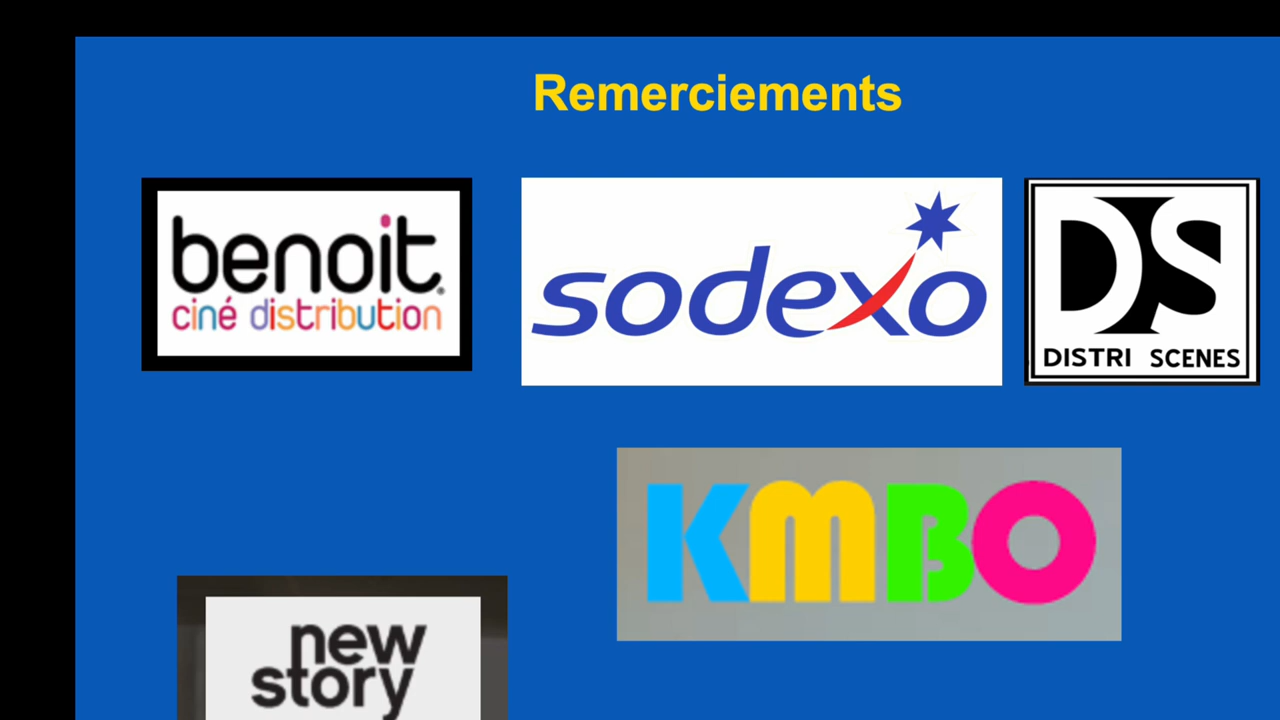 Remerciements
benoit
ciné distribution
sodexo
DS
DISTRI SCENES
KMBO
new
story